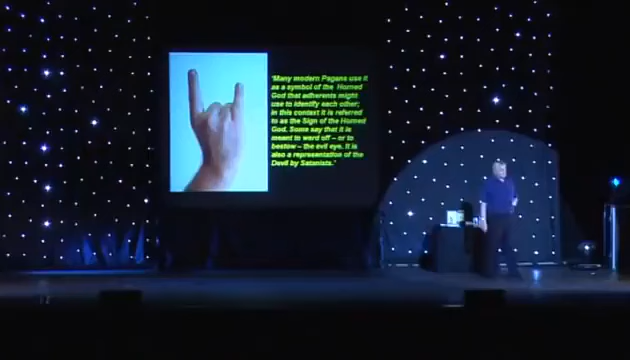 'Many modern Pagans use it
as a symbol of the Horned
God that adherents might
use to identify each other;
in this context it is referred
to as the Sign of the Horned
God. Some say that it is
meant to ward off – or to
bestow – the evil eye. It is
also a representation of the
Devil by Satanists.'